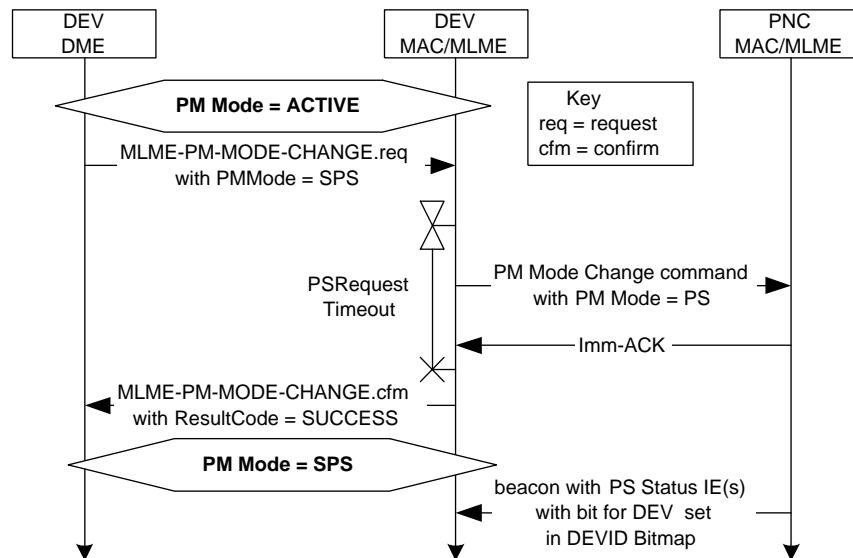 DEV
DME
DEV
MAC/MLME
PNC
MAC/MLME
PM Mode = ACTIVE
Key
req = request
cfm = confirm
MLME-PM-MODE-CHANGE.req
with PMMode = SPS
PSRequest
Timeout
PM Mode Change command
with PM Mode = PS
Imm-ACK
MLME-PM-MODE-CHANGE.cfm
with ResultCode = SUCCESS
PM Mode = SPS
beacon with PS Status IE(s)
with bit for DEV set
in DEVID Bitmap